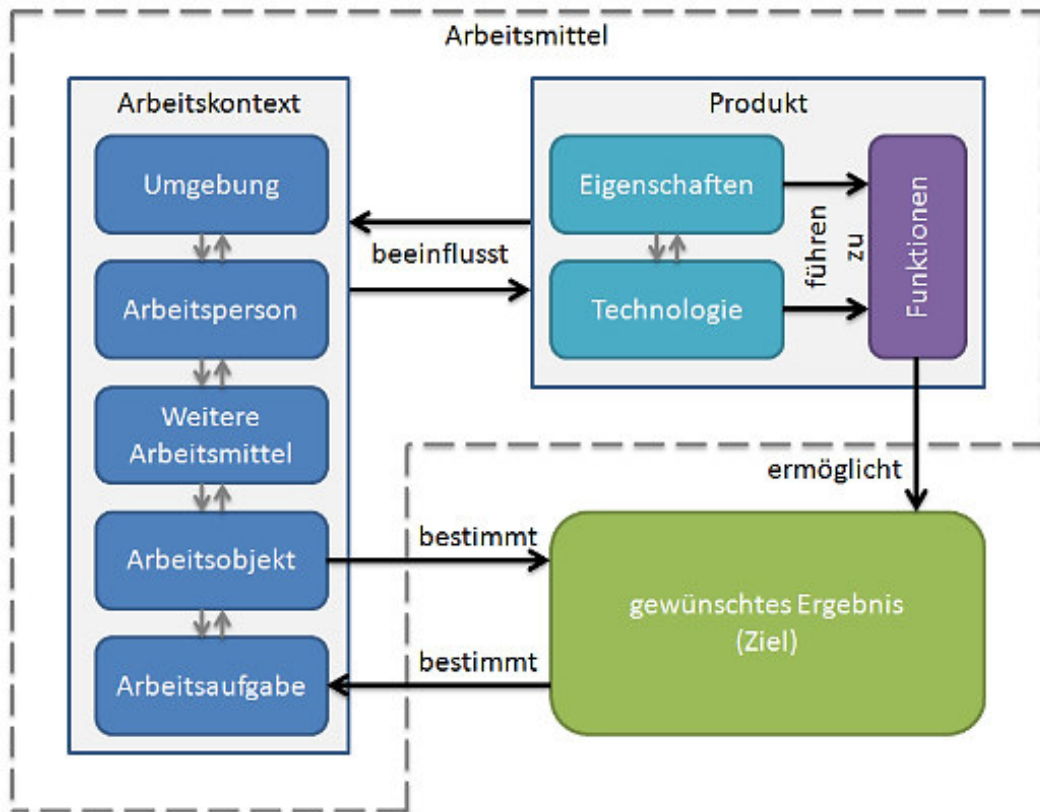 Arbeitsmittel
Arbeitskontext
Umgebung
Arbeitsperson
Weitere
Arbeitsmittel
Arbeitsobjekt
Arbeitsaufgabe
beeinflusst
Produkt
Eigenschaften
Technologie
führen
zu
Funktionen
ermöglicht
bestimmt
bestimmt
gewünschtes Ergebnis
(Ziel)